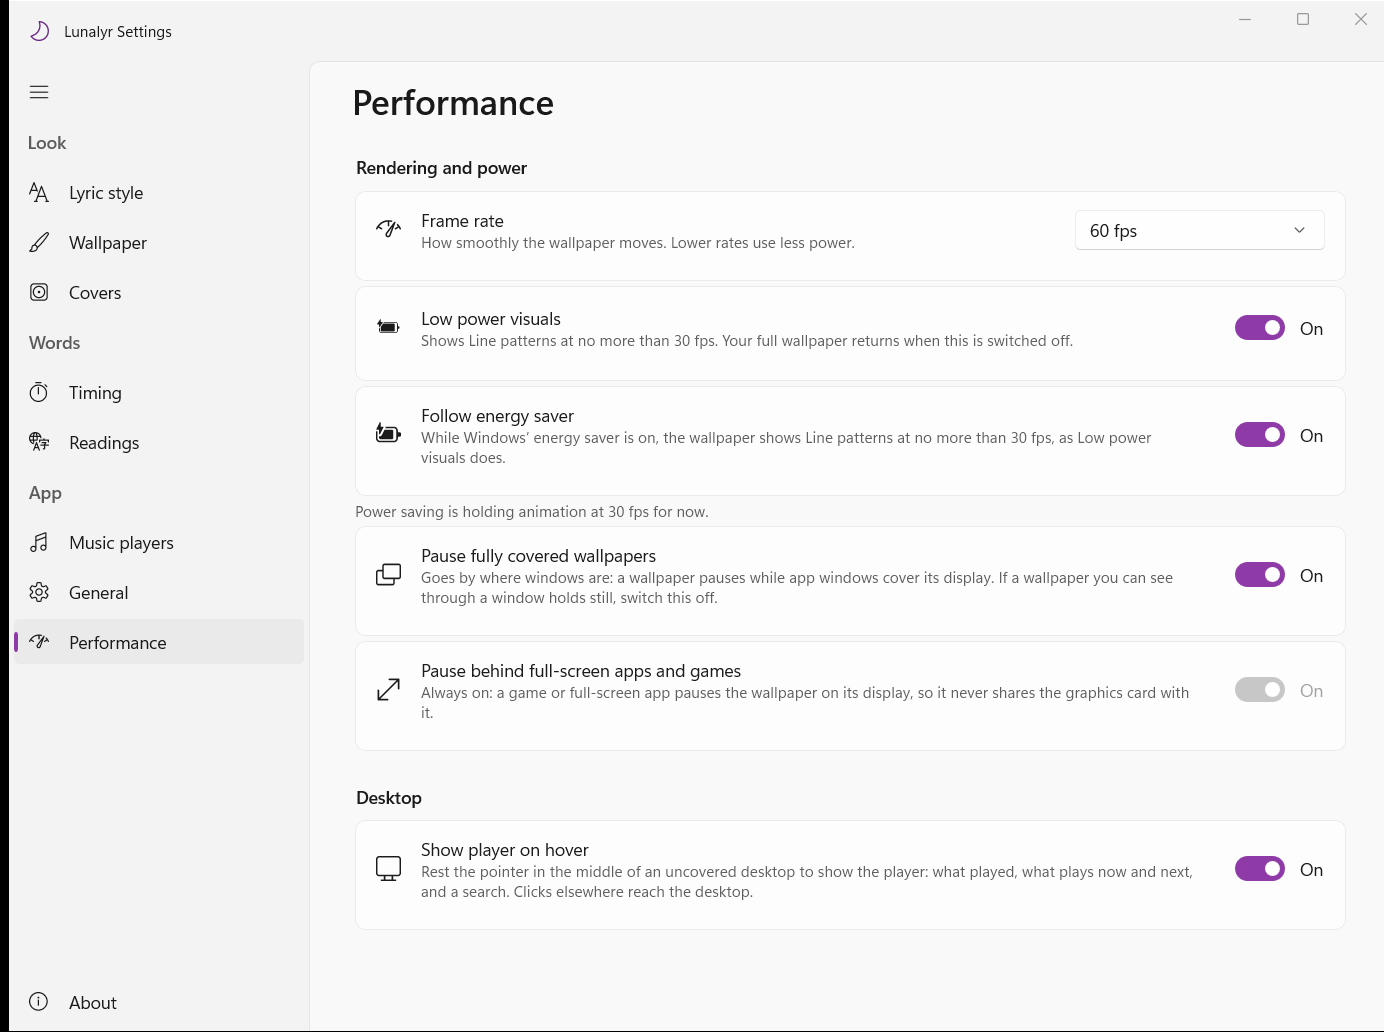 Lunalyr Settings
Look
Lyric style
Wallpaper
Covers
Words
Timing
Readings
App
Music players
General
Performance
About
Performance
Rendering and power
Frame rate
How smoothly the wallpaper moves. Lower rates use less power.
60 fps
Low power visuals
Shows Line patterns at no more than 30 fps. Your full wallpaper returns when this is switched off.
On
Follow energy saver
While Windows’ energy saver is on, the wallpaper shows Line patterns at no more than 30 fps, as Low power
visuals does.
On
Power saving is holding animation at 30 fps for now.
Pause fully covered wallpapers
Goes by where windows are: a wallpaper pauses while app windows cover its display. If a wallpaper you can see
through a window holds still, switch this off.
On
Pause behind full-screen apps and games
Always on: a game or full-screen app pauses the wallpaper on its display, so it never shares the graphics card with
it.
On
Desktop
Show player on hover
Rest the pointer in the middle of an uncovered desktop to show the player: what played, what plays now and next,
and a search. Clicks elsewhere reach the desktop.
On